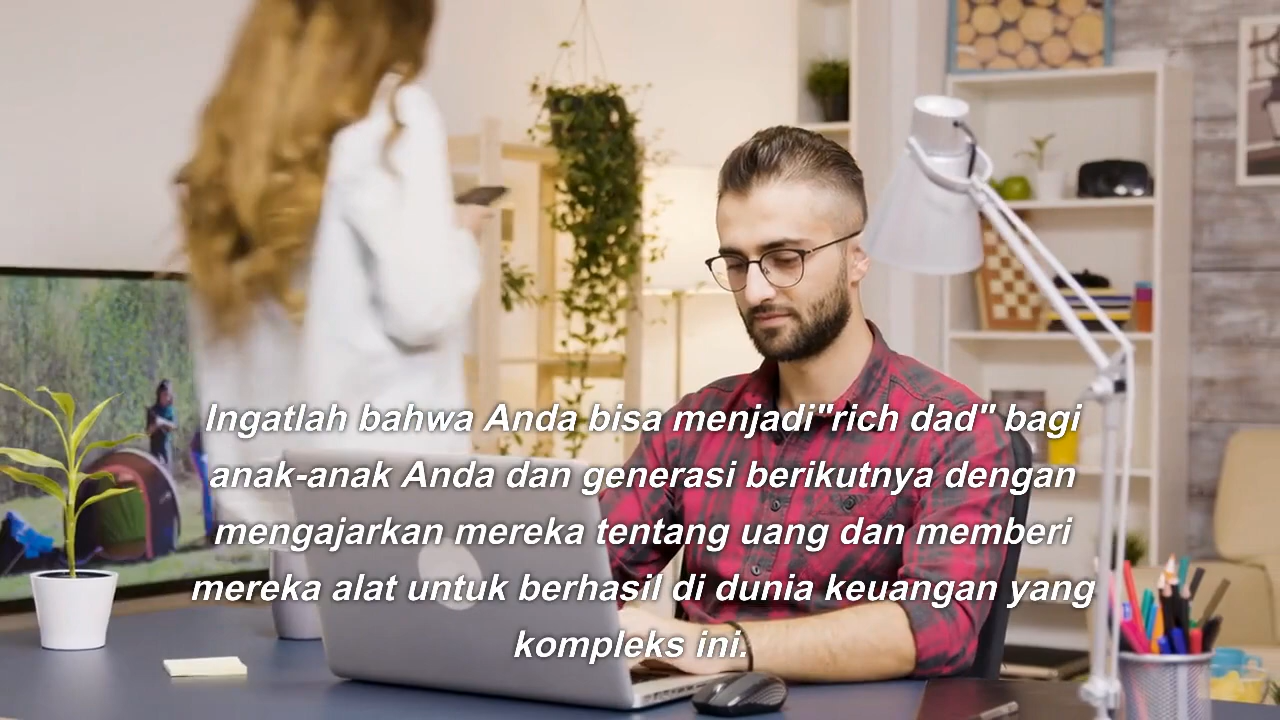 Ingatlah bahwa Anda bisa menjadi"rich dad" bagi
anak-anak Anda dan generasi berikutnya dengan
mengajarkan mereka tentang uang dan memberi
mereka alat untuk berhasil di dunia keuangan yang
kompleks ini.